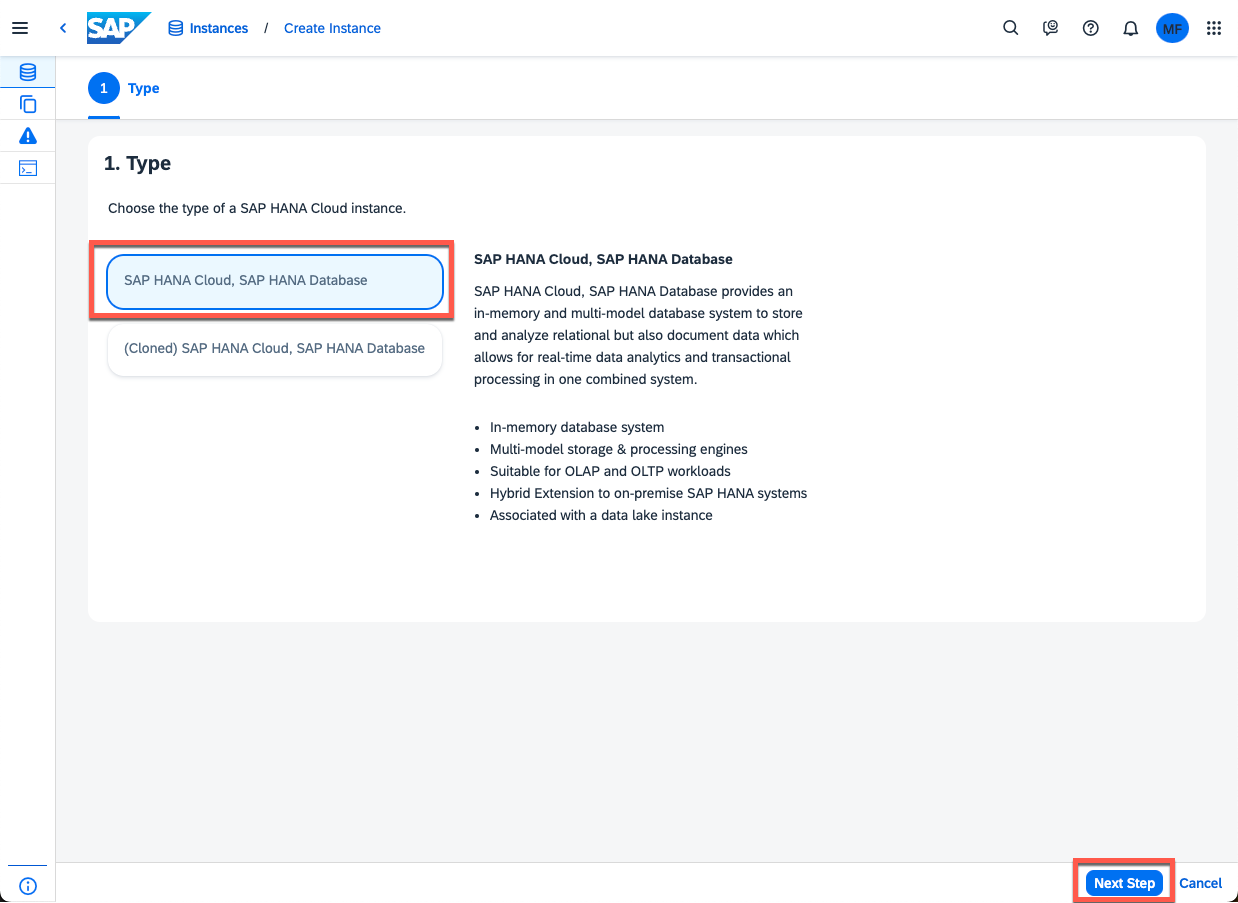 SAP Instances / Create Instance MF
1 Type
1. Type
Choose the type of a SAP HANA Cloud instance.
SAP HANA Cloud, SAP HANA Database
(Cloned) SAP HANA Cloud, SAP HANA Database
SAP HANA Cloud, SAP HANA Database
SAP HANA Cloud, SAP HANA Database provides an
in-memory and multi-model database system to store
and analyze relational but also document data which
allows for real-time data analytics and transactional
processing in one combined system.
• In-memory database system
• Multi-model storage & processing engines
• Suitable for OLAP and OLTP workloads
• Hybrid Extension to on-premise SAP HANA systems
• Associated with a data lake instance
Next Step Cancel